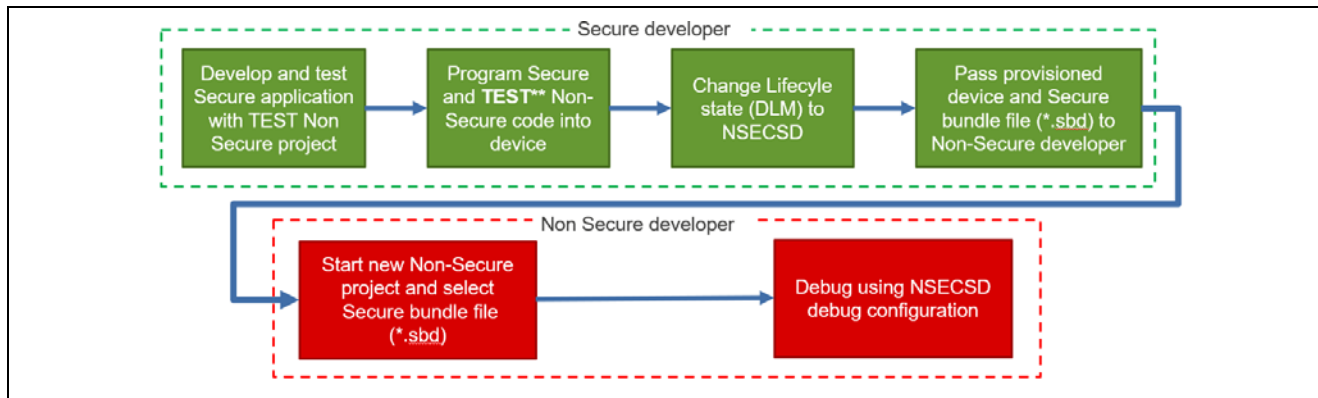 Secure developer
Develop and test
Secure application
with TEST Non
Secure project
Program Secure
and TEST** Non-
Secure code into
device
Change Lifecyle
state (DLM) to
NSECSD
Pass provisioned
device and Secure
bundle file (*.sbd) to
Non-Secure developer
Non Secure developer
Start new Non-Secure
project and select
Secure bundle file
(*.sbd)
Debug using NSECSD
debug configuration